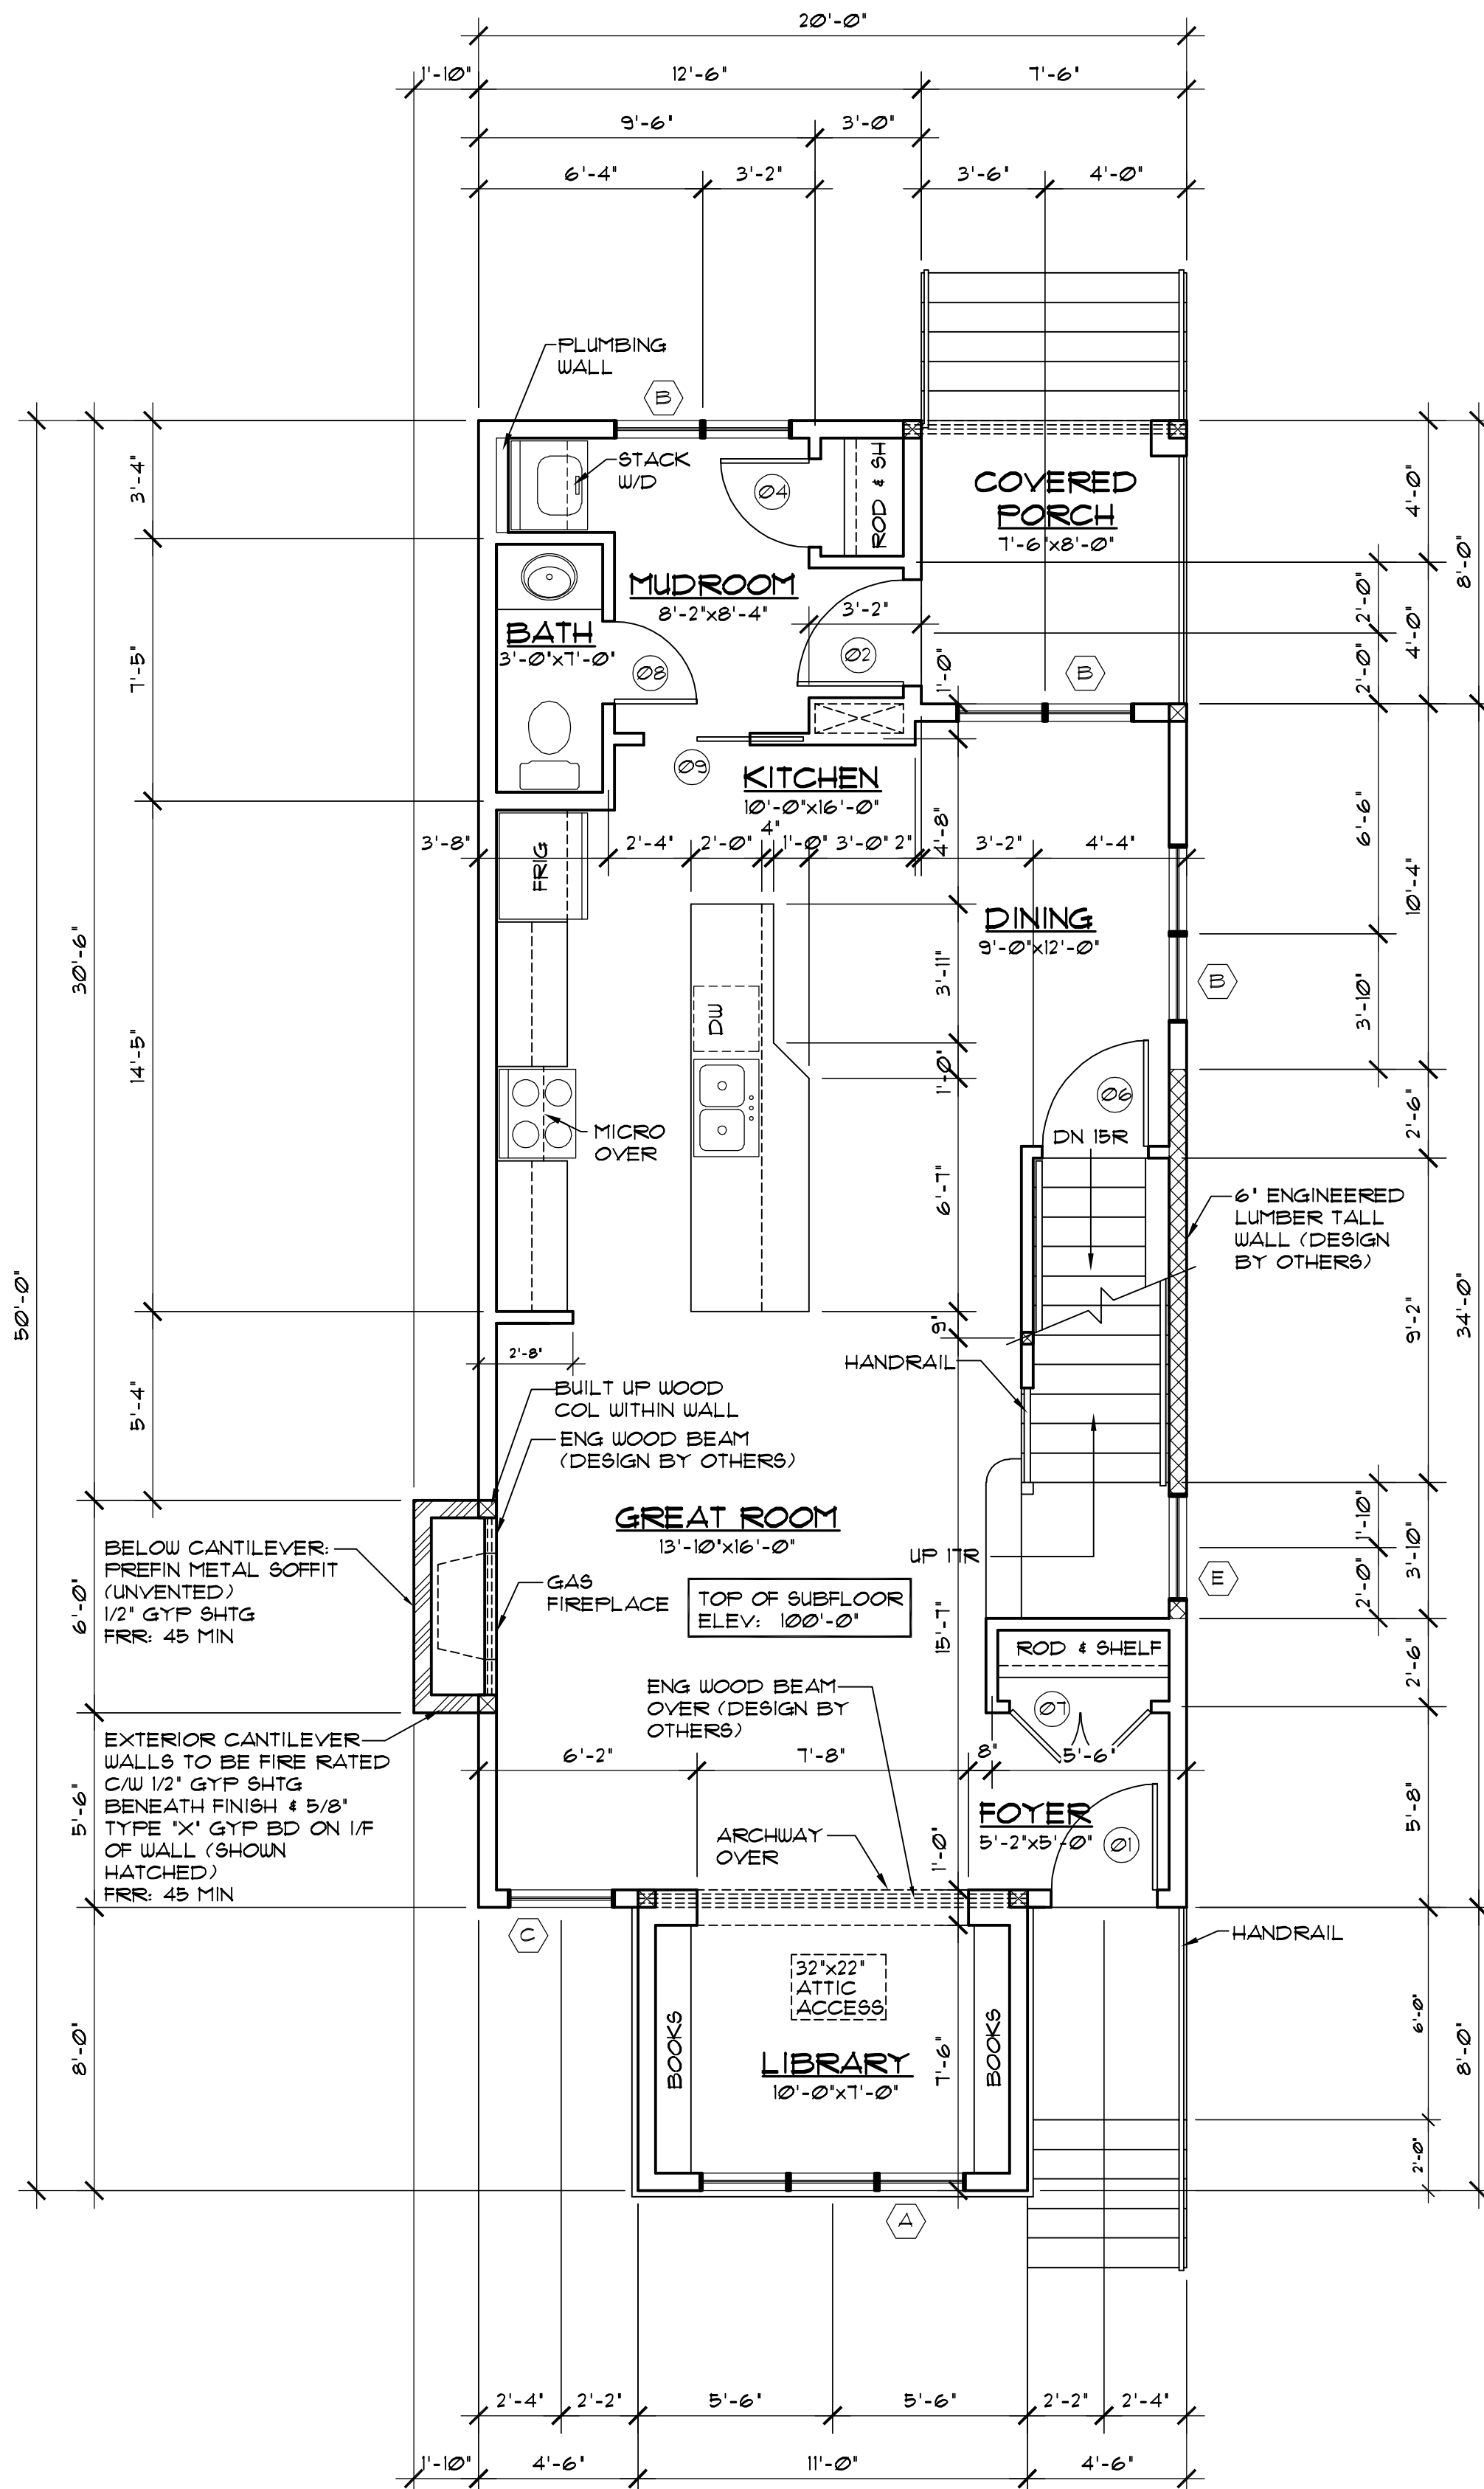 20'-0"
1'-10" 12'-6" 7'-6"
9'-6" 3'-0"
6'-4" 3'-2" 3'-6" 4'-0"
PLUMBING
WALL
B
STACK
W/D
04
ROD & SH
COVERED
PORCH
7'-6"x8'-0"
MUDROOM
8'-2"x8'-4"
3'-2"
BATH
3'-0"x7'-0"
08
02
1'-0"
B
09
KITCHEN
10'-0"x16'-0"
3'-8" 2'-4" 2'-0" 4" 1'-0" 3'-0" 2" 3'-2" 4'-4"
4'-8"
FRIG
DINING
9'-0"x12'-0"
3'-11"
B
DW
1'-0"
06
MICRO
OVER
DN 15R
6'-7"
6" ENGINEERED
LUMBER TALL
WALL (DESIGN
BY OTHERS)
9"
2'-8"
HANDRAIL
BUILT UP WOOD
COL WITHIN WALL
ENG WOOD BEAM
(DESIGN BY OTHERS)
GREAT ROOM
13'-10"x16'-0"
UP 17R
BELOW CANTILEVER:
PREFIN METAL SOFFIT
(UNVENTED)
1/2" GYP SHTG
FRR: 45 MIN
GAS
FIREPLACE
TOP OF SUBFLOOR
ELEV: 100'-0"
E
15'-7"
ROD & SHELF
07
ENG WOOD BEAM
OVER (DESIGN BY
OTHERS)
EXTERIOR CANTILEVER
WALLS TO BE FIRE RATED
C/W 1/2" GYP SHTG
BENEATH FINISH & 5/8"
TYPE "X" GYP BD ON I/F
OF WALL (SHOWN
HATCHED)
FRR: 45 MIN
6'-2" 7'-8" 8" 5'-6"
FOYER
5'-2"x5'-0"
01
ARCHWAY
OVER
1'-0"
C
HANDRAIL
32"x22"
ATTIC
ACCESS
BOOKS
BOOKS
LIBRARY
10'-0"x7'-0"
7'-6"
A
50'-0"
30'-6"
6'-0"
5'-6"
8'-0"
3'-4"
7'-5"
14'-5"
5'-4"
2'-0"
2'-0"
6'-6"
3'-10"
1'-10"
2'-0"
4'-0"
4'-0"
10'-4"
2'-6"
9'-2"
3'-10"
2'-6"
5'-8"
6'-0"
2'-0"
8'-0"
34'-0"
8'-0"
2'-4" 2'-2" 5'-6" 5'-6" 2'-2" 2'-4"
1'-10" 4'-6" 11'-0" 4'-6"